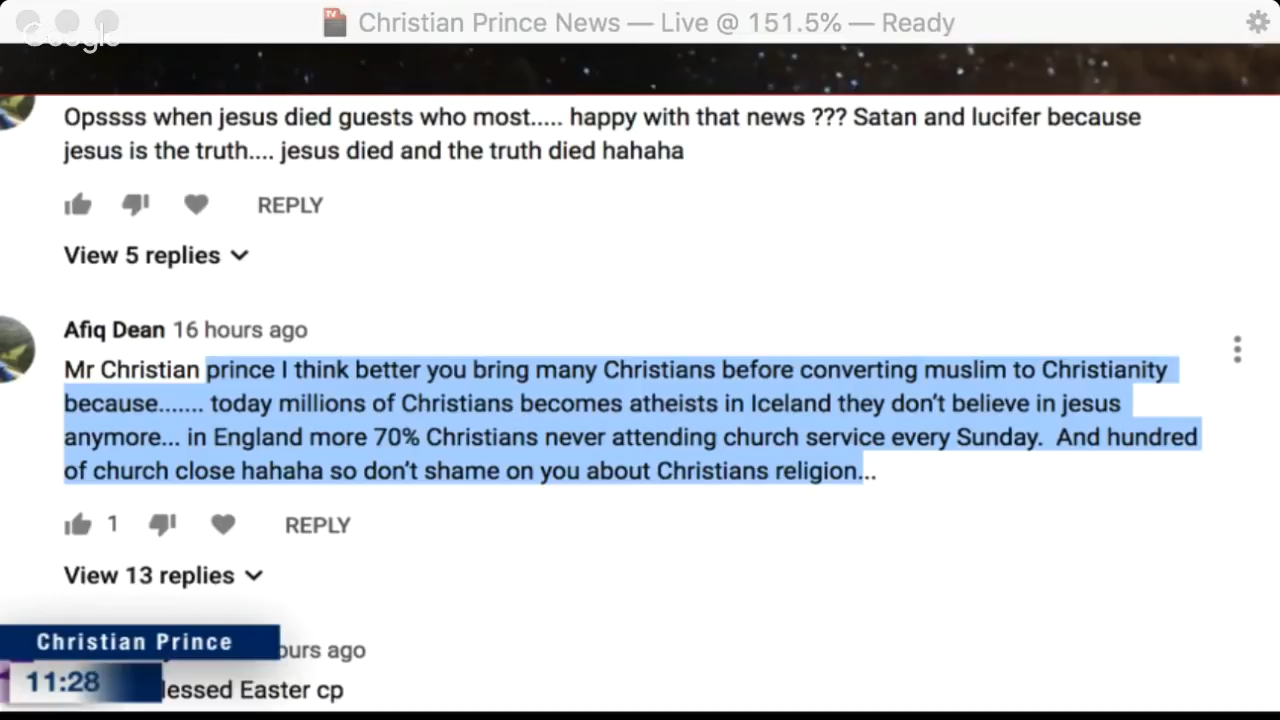 Christian Prince News — Live @ 151.5% — Ready
Google
Opssss when jesus died guests who most..... happy with that news ??? Satan and lucifer because
jesus is the truth.... jesus died and the truth died hahaha
REPLY
View 5 replies
Afiq Dean 16 hours ago
Mr Christian prince I think better you bring many Christians before converting muslim to Christianity
because....... today millions of Christians becomes atheists in Iceland they don't believe in jesus
anymore... in England more 70% Christians never attending church service every Sunday.  And hundred
of church close hahaha so don't shame on you about Christians religion...
1 REPLY
View 13 replies
Christian Prince
ours ago
11:28
lessed Easter cp